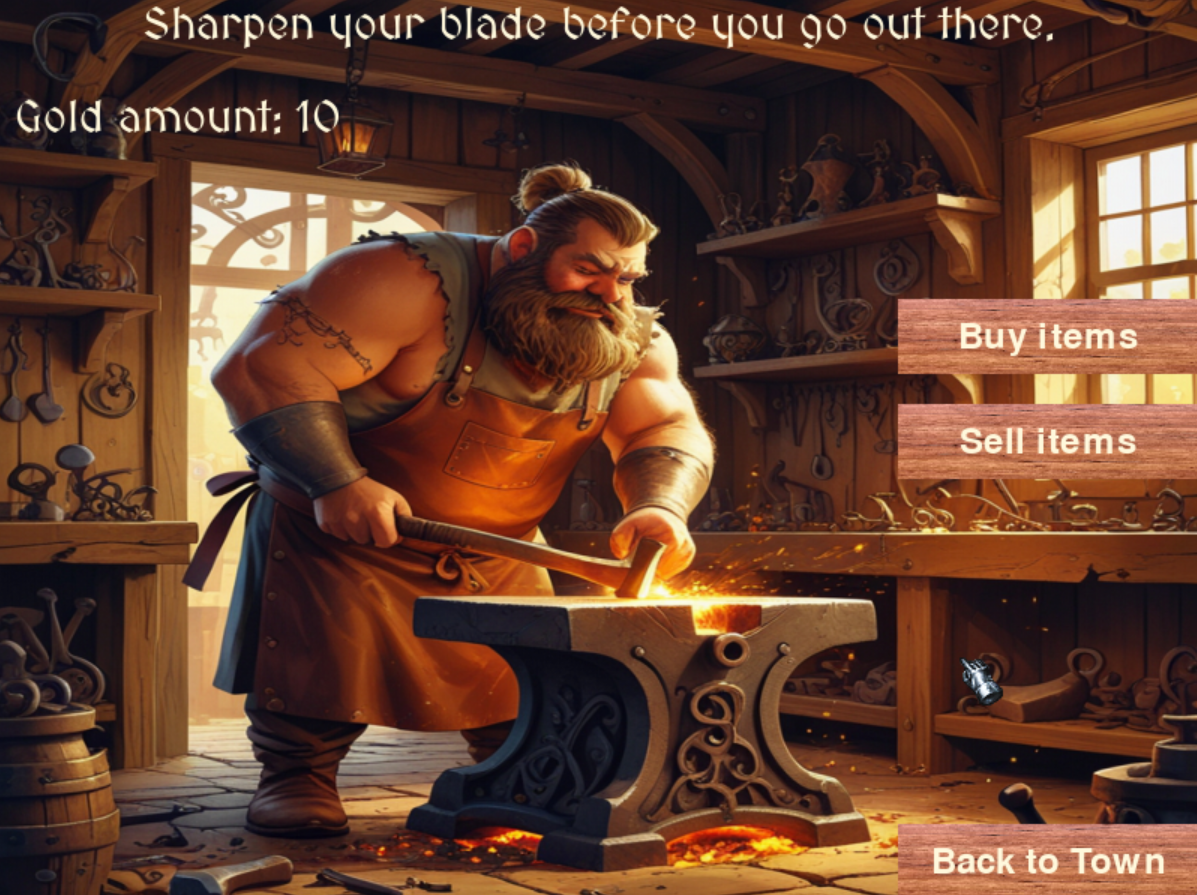 Sharpen your blade before you go out there.
Gold amount: 10
Buy items
Sell items
Back to Town